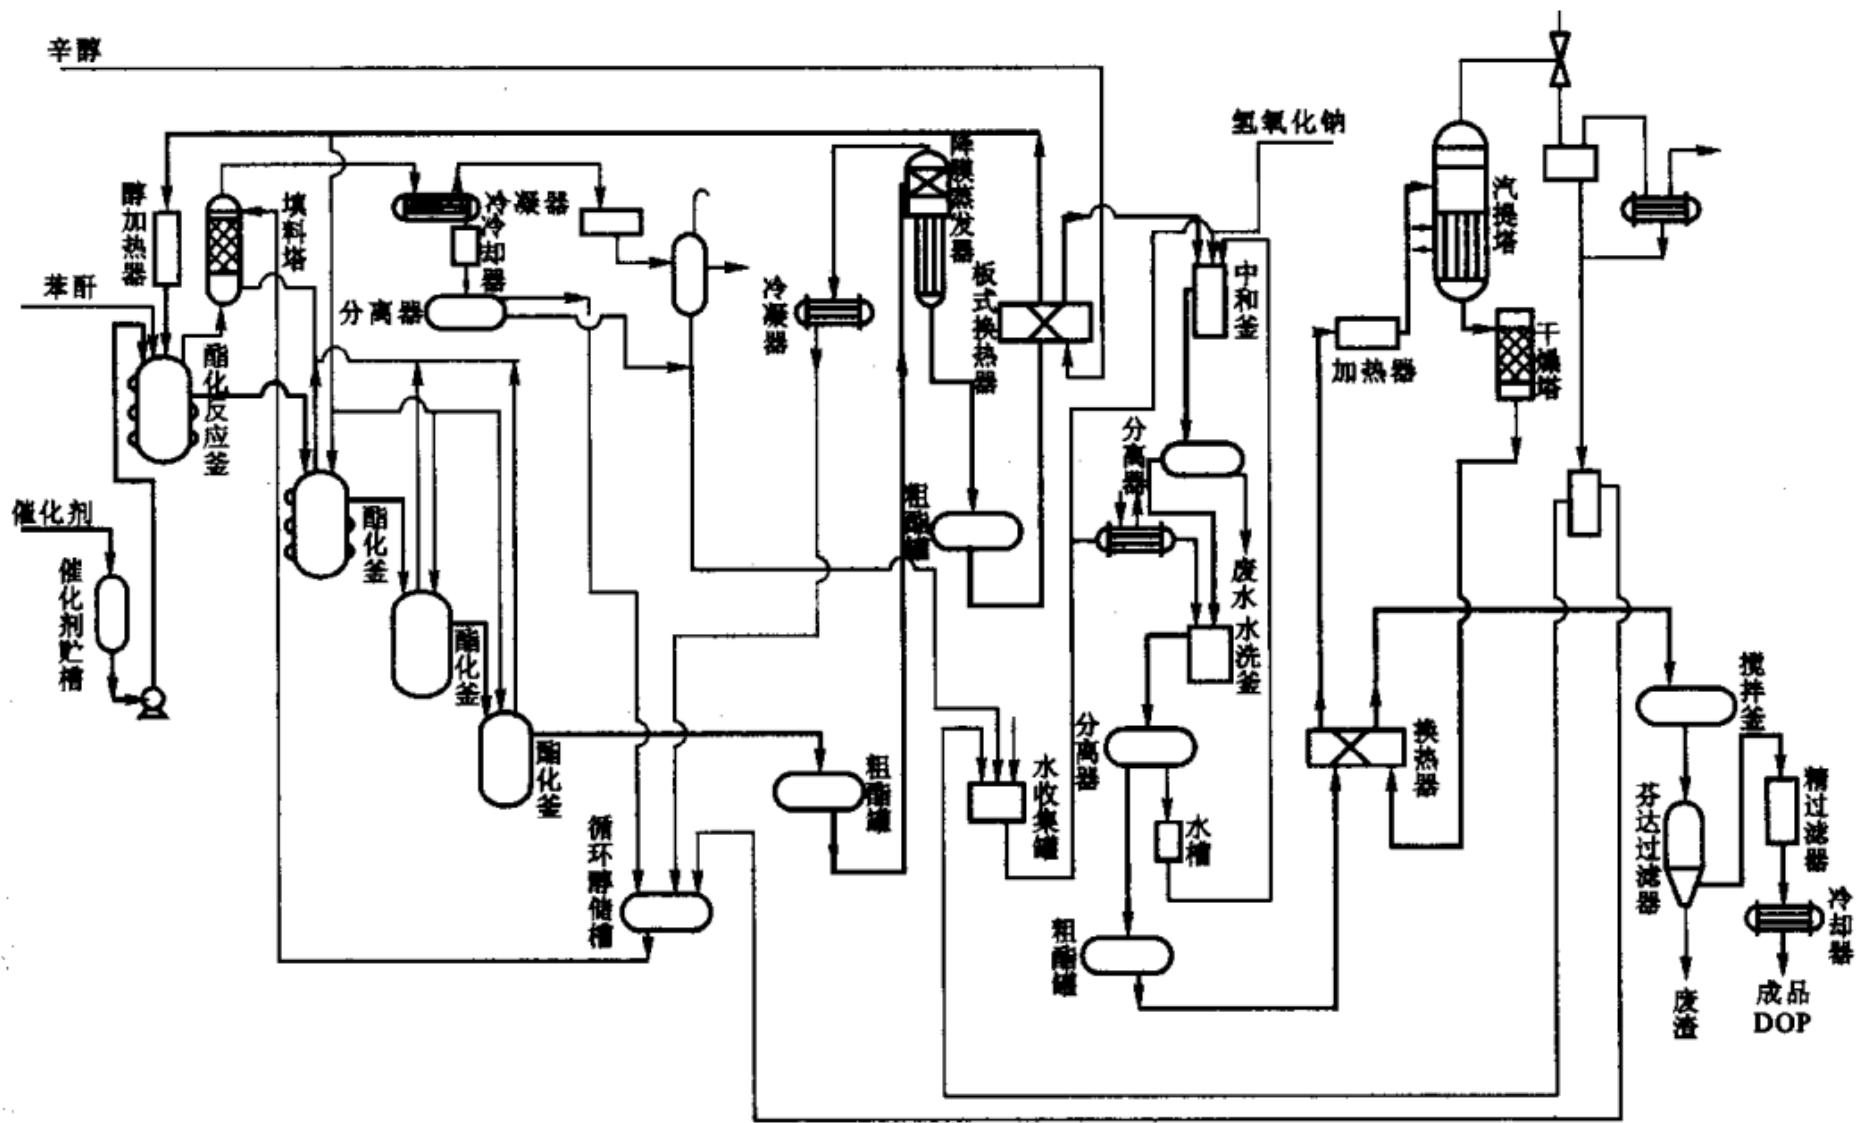 辛醇
氢氧化钠
降膜蒸发器
醇加热器
填料塔
冷凝器
冷却器
汽提塔
苯酐
分离器
冷凝器
板式换热器
中和釜
酯化反应釜
加热器
干燥塔
分离器
催化剂
粗酯罐
酯化釜
催化剂贮槽
废水
水洗釜
酯化釜
搅拌釜
酯化釜
粗酯罐
水收集罐
分离器
换热器
精过滤器
芬达过滤器
循环醇储槽
水槽
冷却器
粗酯罐
废渣
成品
DOP